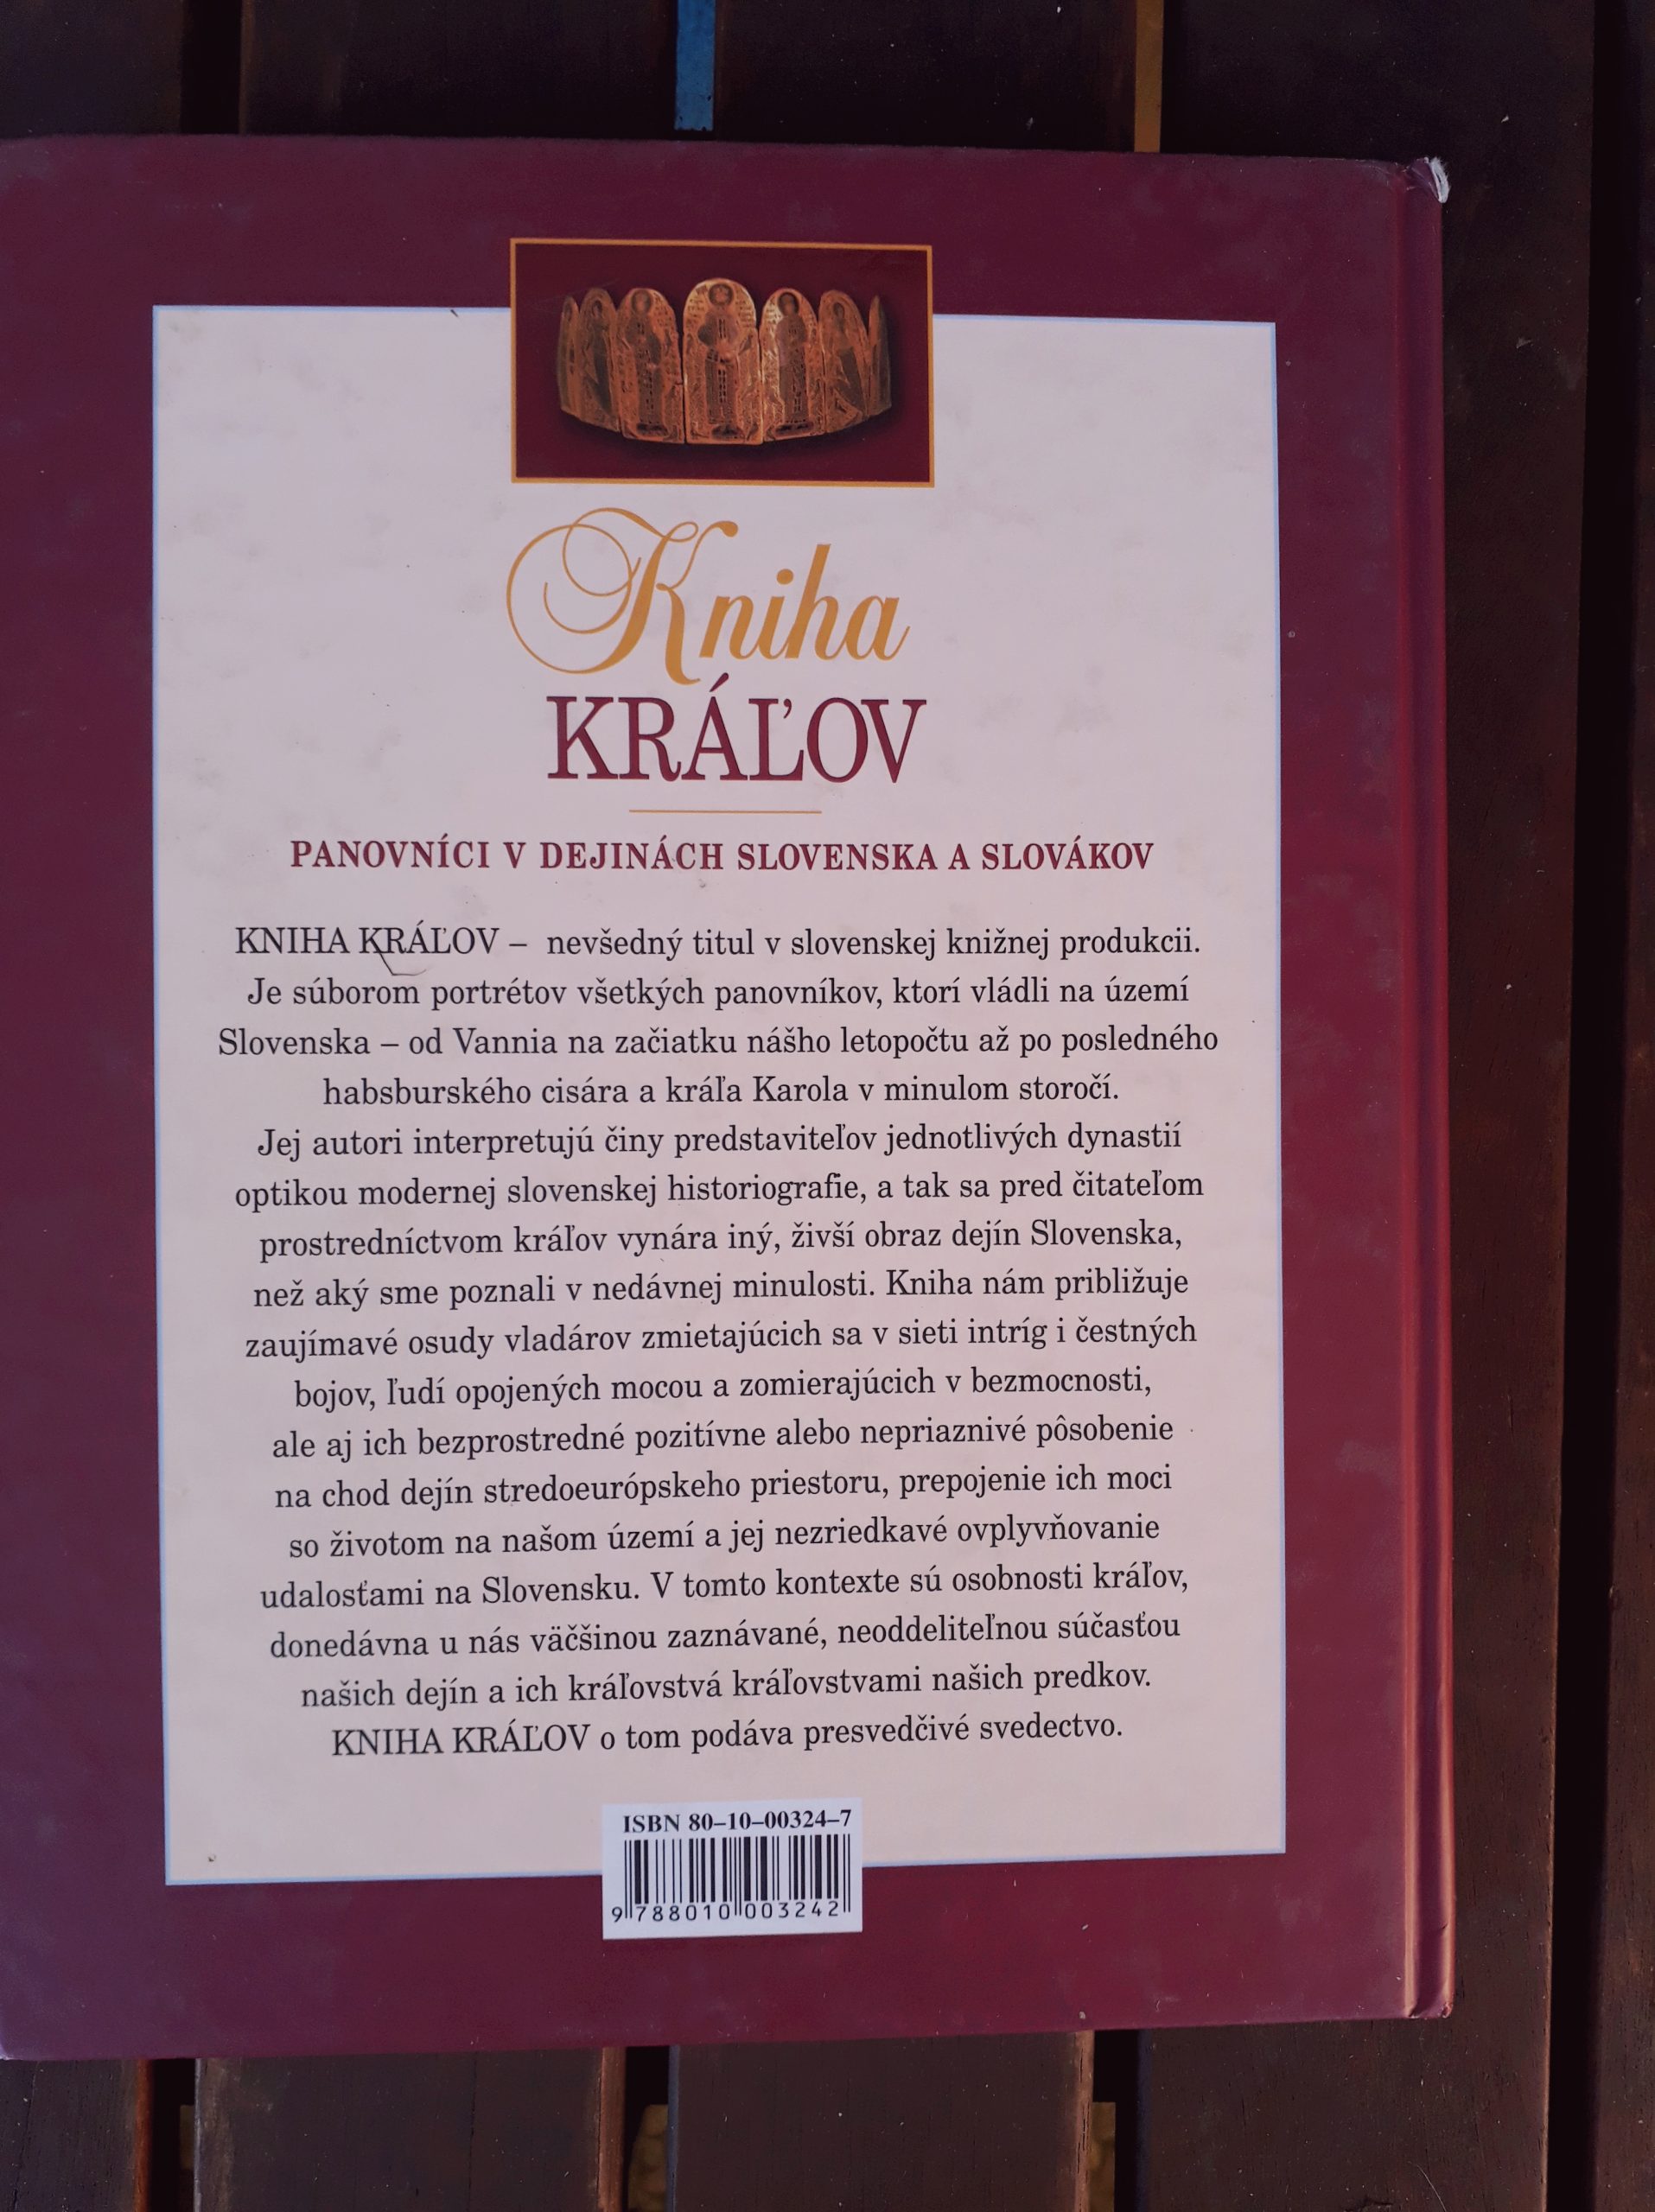 Kniha
KRÁĽOV
PANOVNÍCI V DEJINÁCH SLOVENSKA A SLOVÁKOV
KNIHA KRÁĽOV – nevšedný titul v slovenskej knižnej produkcii.
Je súborom portrétov všetkých panovníkov, ktorí vládli na území
Slovenska – od Vannia na začiatku nášho letopočtu až po posledného
habsburského cisára a kráľa Karola v minulom storočí.
Jej autori interpretujú činy predstaviteľov jednotlivých dynastií
optikou modernej slovenskej historiografie, a tak sa pred čitateľom
prostredníctvom kráľov vynára iný, živší obraz dejín Slovenska,
než aký sme poznali v nedávnej minulosti. Kniha nám približuje
zaujímavé osudy vladárov zmietajúcich sa v sieti intríg i čestných
bojov, ľudí opojených mocou a zomierajúcich v bezmocnosti,
ale aj ich bezprostredné pozitívne alebo nepriaznivé pôsobenie
na chod dejín stredoeurópskeho priestoru, prepojenie ich moci
so životom na našom území a jej nezriedkavé ovplyvňovanie
udalosťami na Slovensku. V tomto kontexte sú osobnosti kráľov,
donedávna u nás väčšinou zaznávané, neoddeliteľnou súčasťou
našich dejín a ich kráľovstvá kráľovstvami našich predkov.
KNIHA KRÁĽOV o tom podáva presvedčivé svedectvo.
ISBN 80–10–00324–7
9 788010 003242